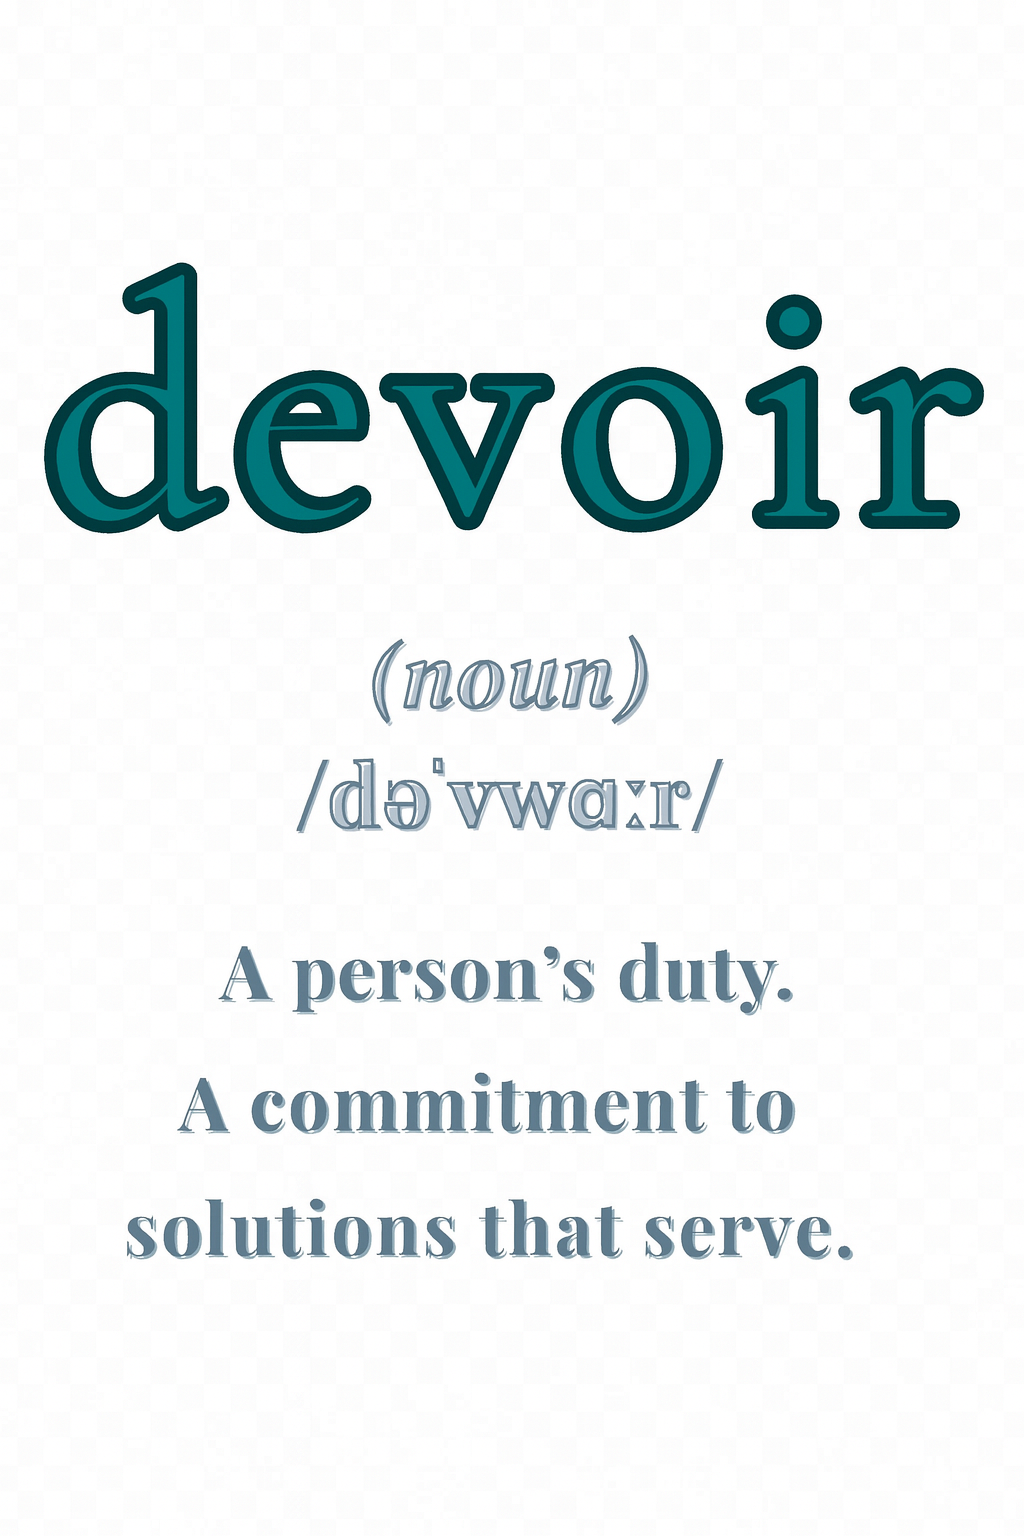 devoir
(noun)
/dəˈvwɑːr/
A person’s duty.
A commitment to
solutions that serve.